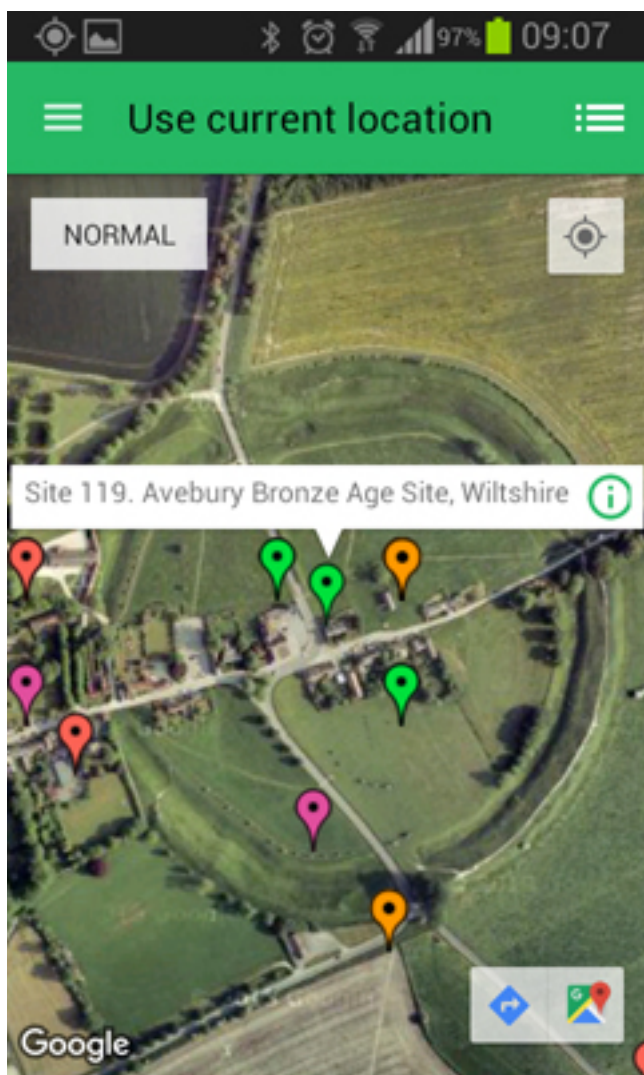 97% 09:07
Use current location
NORMAL
Site 119. Avebury Bronze Age Site, Wiltshire
Google